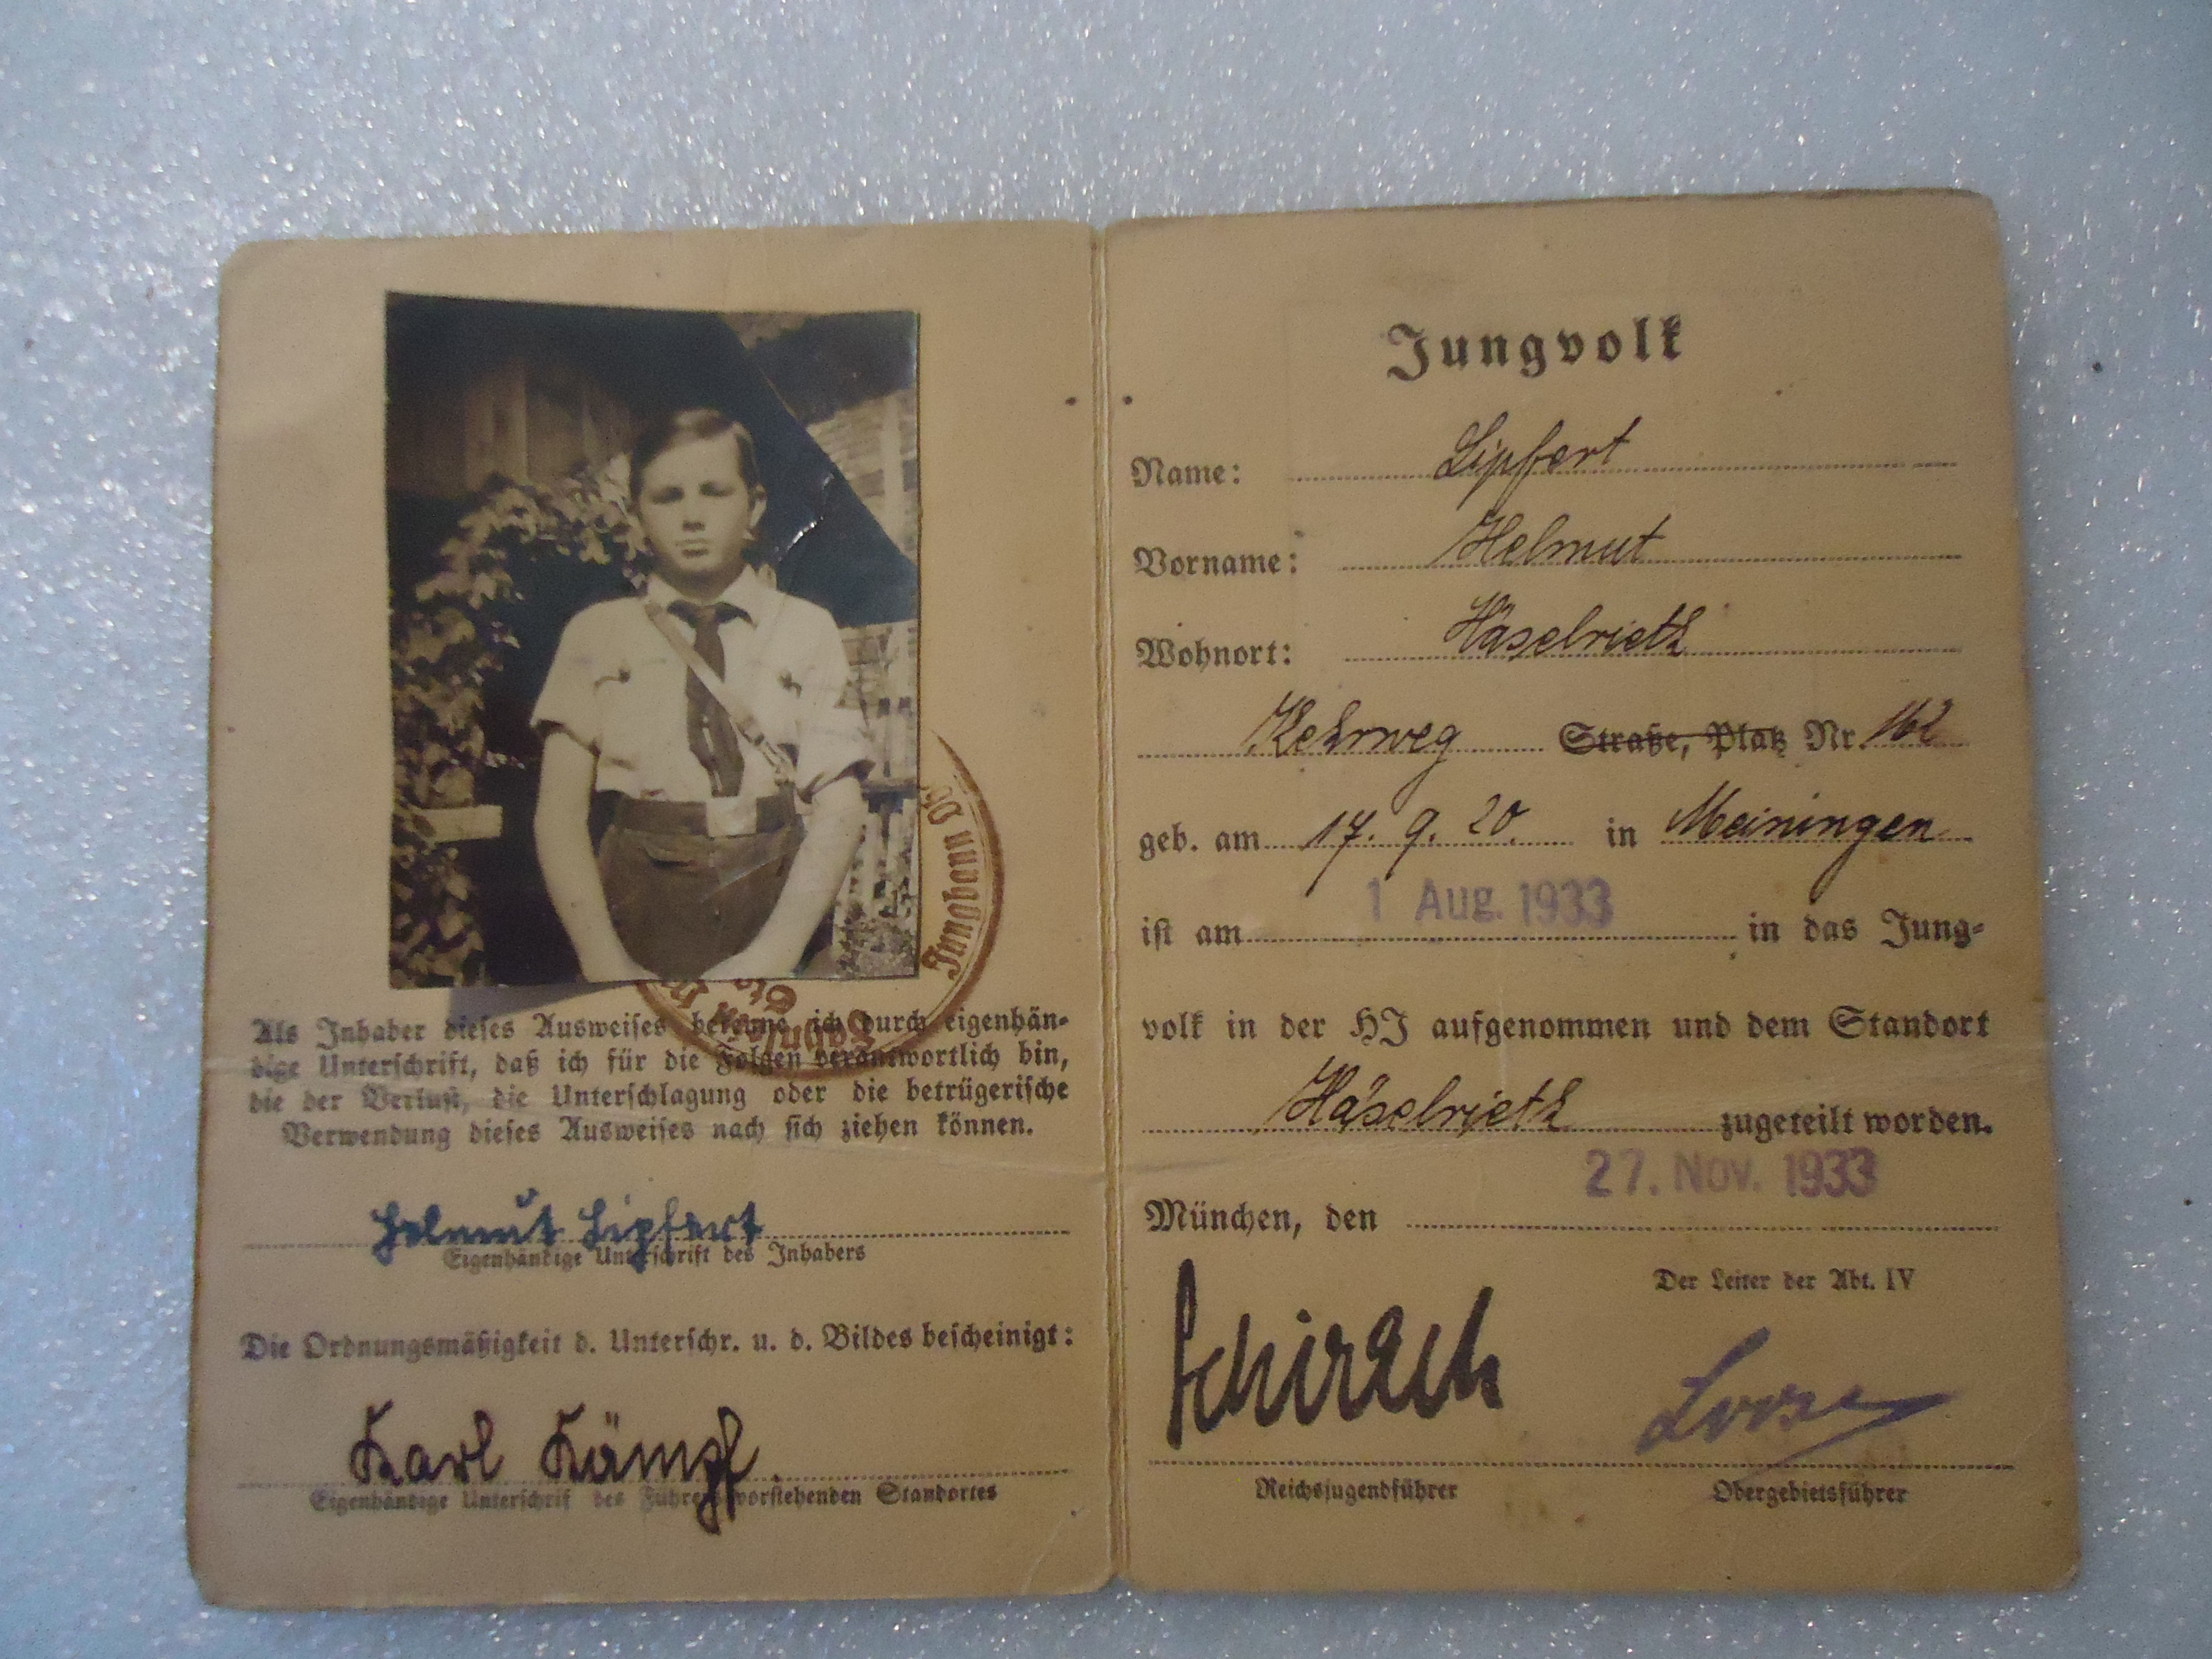 Jungbann
Als Inhaber dieses Ausweises bekenne ich durch eigenhän-
dige Unterschrift, daß ich für die Folgen verantwortlich bin,
die der Verlust, die Unterschlagung oder die betrügerische
Verwendung dieses Ausweises nach sich ziehen können.
Helmut Lipfert
Eigenhändige Unterschrift des Inhabers
Die Ordnungsmäßigkeit d. Unterschr. u. d. Bildes bescheinigt:
Karl Kämpf.
Eigenhändige Unterschrift des Führers vorstehenden Standortes
Jungvolk
Name: Lipfert
Vorname: Helmut
Wohnort: Häselrieth
Kehrweg Straße, Platz Nr. 162
geb. am 17. 9. 20. in Meiningen
ist am 1 Aug. 1933 in das Jung-
volk in der HJ aufgenommen und dem Standort
Häselrieth zugeteilt worden.
27. Nov. 1933
München, den
Der Leiter der Abt. IV
Schirach
Reichsjugendführer Obergebietsführer